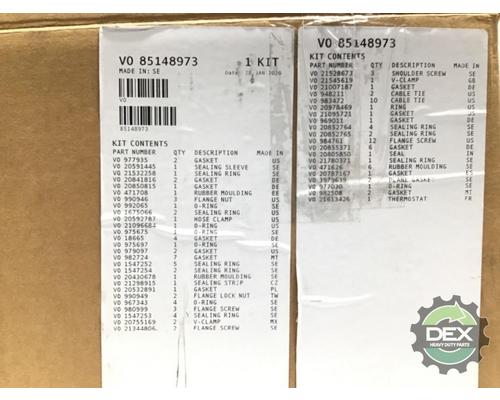 VO 85148973 1 KIT
MADE IN: SE Date: 28 JAN 2020
VO
85148973
KIT CONTENTS
PART NUMBER QTY DESCRIPTION MADE IN
VO 977935 2 GASKET US
VO 20591445 1 SEALING SLEEVE SE
VO 21532258 1 SEALING RING SE
VO 20841816 2 GASKET DE
VO 20850815 1 GASKET DE
VO 471708 1 RUBBER MOULDING EE
VO 990946 3 FLANGE NUT US
VO 992065 1 O-RING SE
VO 1675066 2 SEALING RING SE
VO 20592787 1 HOSE CLAMP US
VO 21096684 1 O-RING SE
VO 975675 1 O-RING SE
VO 18665 4 GASKET DE
VO 975697 1 O-RING SE
VO 979097 2 GASKET US
VO 982724 7 GASKET MT
VO 1547252 5 SEALING RING SE
VO 1547254 2 SEALING RING SE
VO 20430678 1 RUBBER MOULDING SE
VO 21298915 1 SEALING STRIP CZ
VO 20532891 1 GASKET PL
VO 990949 2 FLANGE LOCK NUT TW
VO 967343 4 O-RING SE
VO 980999 3 FLANGE SCREW SE
VO 1547253 4 SEALING RING SE
VO 20755169 2 V-CLAMP MX
VO 21344806 2 FLANGE SCREW SE
VO 85148973
KIT CONTENTS
PART NUMBER QTY DESCRIPTION MADE IN
VO 21528673 3 SHOULDER SCREW SE
VO 21545619 1 V-CLAMP GB
VO 21007187 1 GASKET DE
VO 948211 2 CABLE TIE US
VO 983472 10 CABLE TIE US
VO 20978469 1 RING US
VO 21095721 1 GASKET US
VO 969011 1 GASKET DE
VO 20852764 4 SEALING RING SE
VO 20852765 2 SEALING RING SE
VO 984761 12 FLANGE SCREW US
VO 20855371 6 GASKET DE
VO 20805850 1 SEAL IN
VO 21780371 1 SEALING RING SE
VO 471626 6 RUBBER MOULDING SE
VO 20787167 1 GASKET ES
GASKET SE
VO 977030 O-RING SE
VO 982508 2 GASKET MT
VO 21613426 1 THERMOSTAT FR
DEX
HEAVY DUTY PARTS